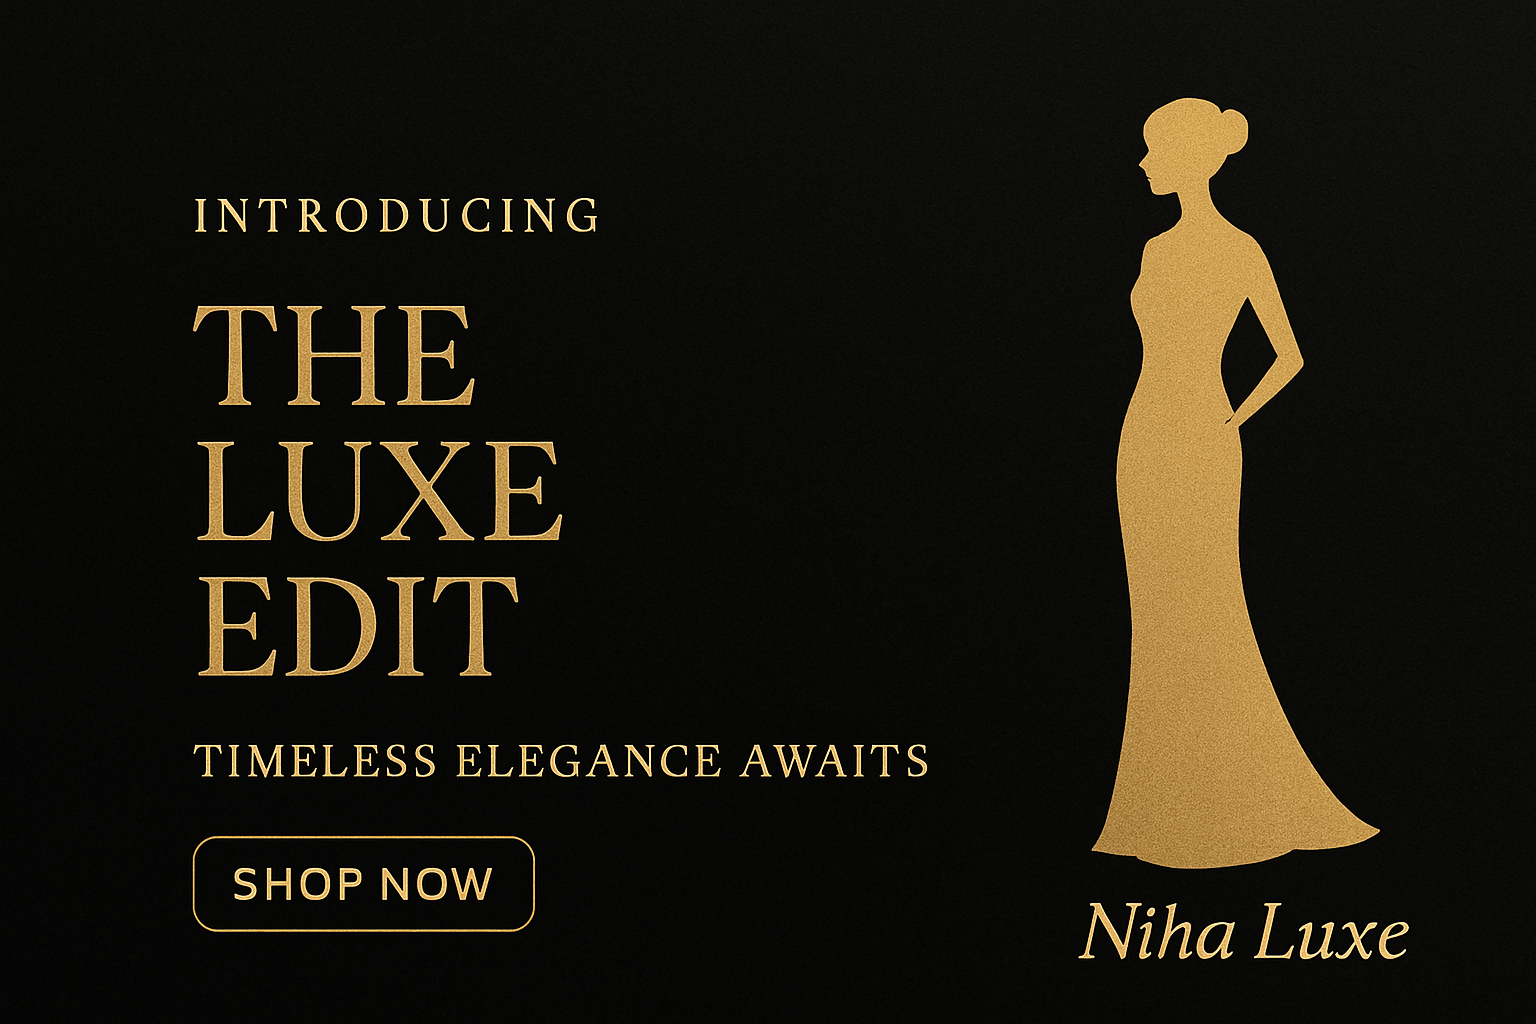 INTRODUCING
THE
LUXE
EDIT
TIMELESS ELEGANCE AWAITS
SHOP NOW
Niha Luxe